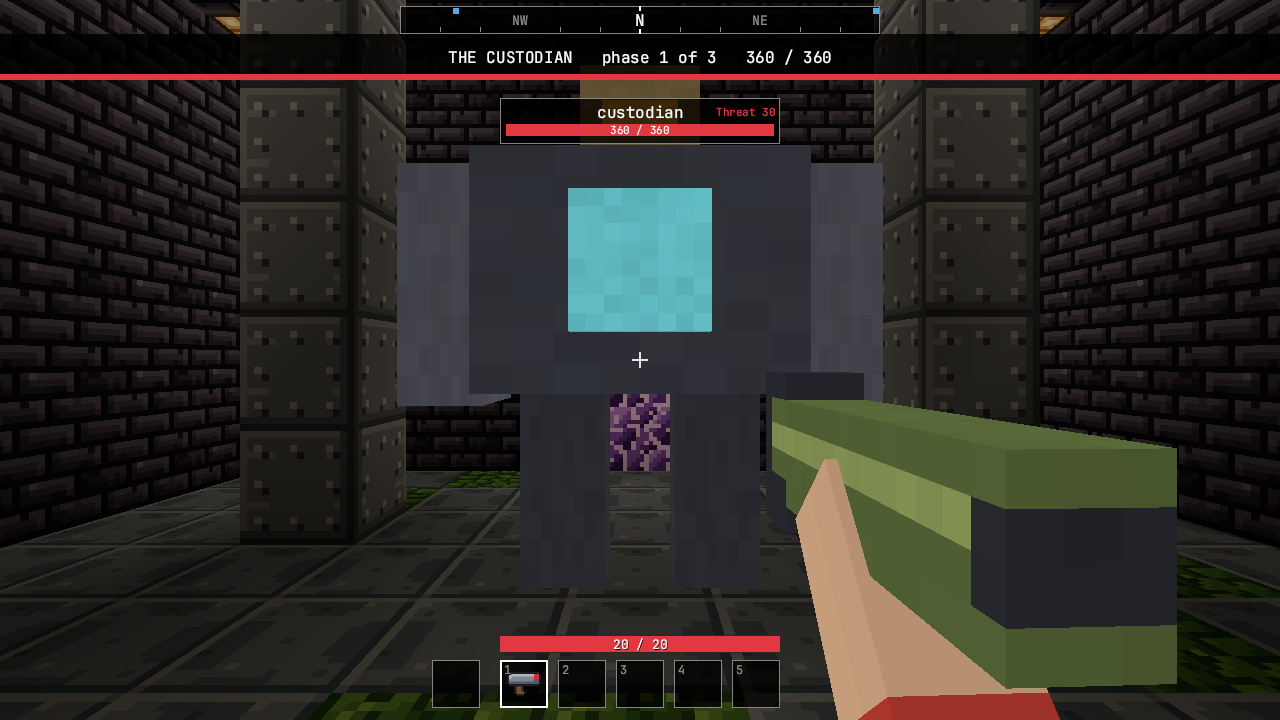 NW N NE
THE CUSTODIAN phase 1 of 3 360 / 360
custodian Threat 30
360 / 360
20 / 20
1 2 3 4 5